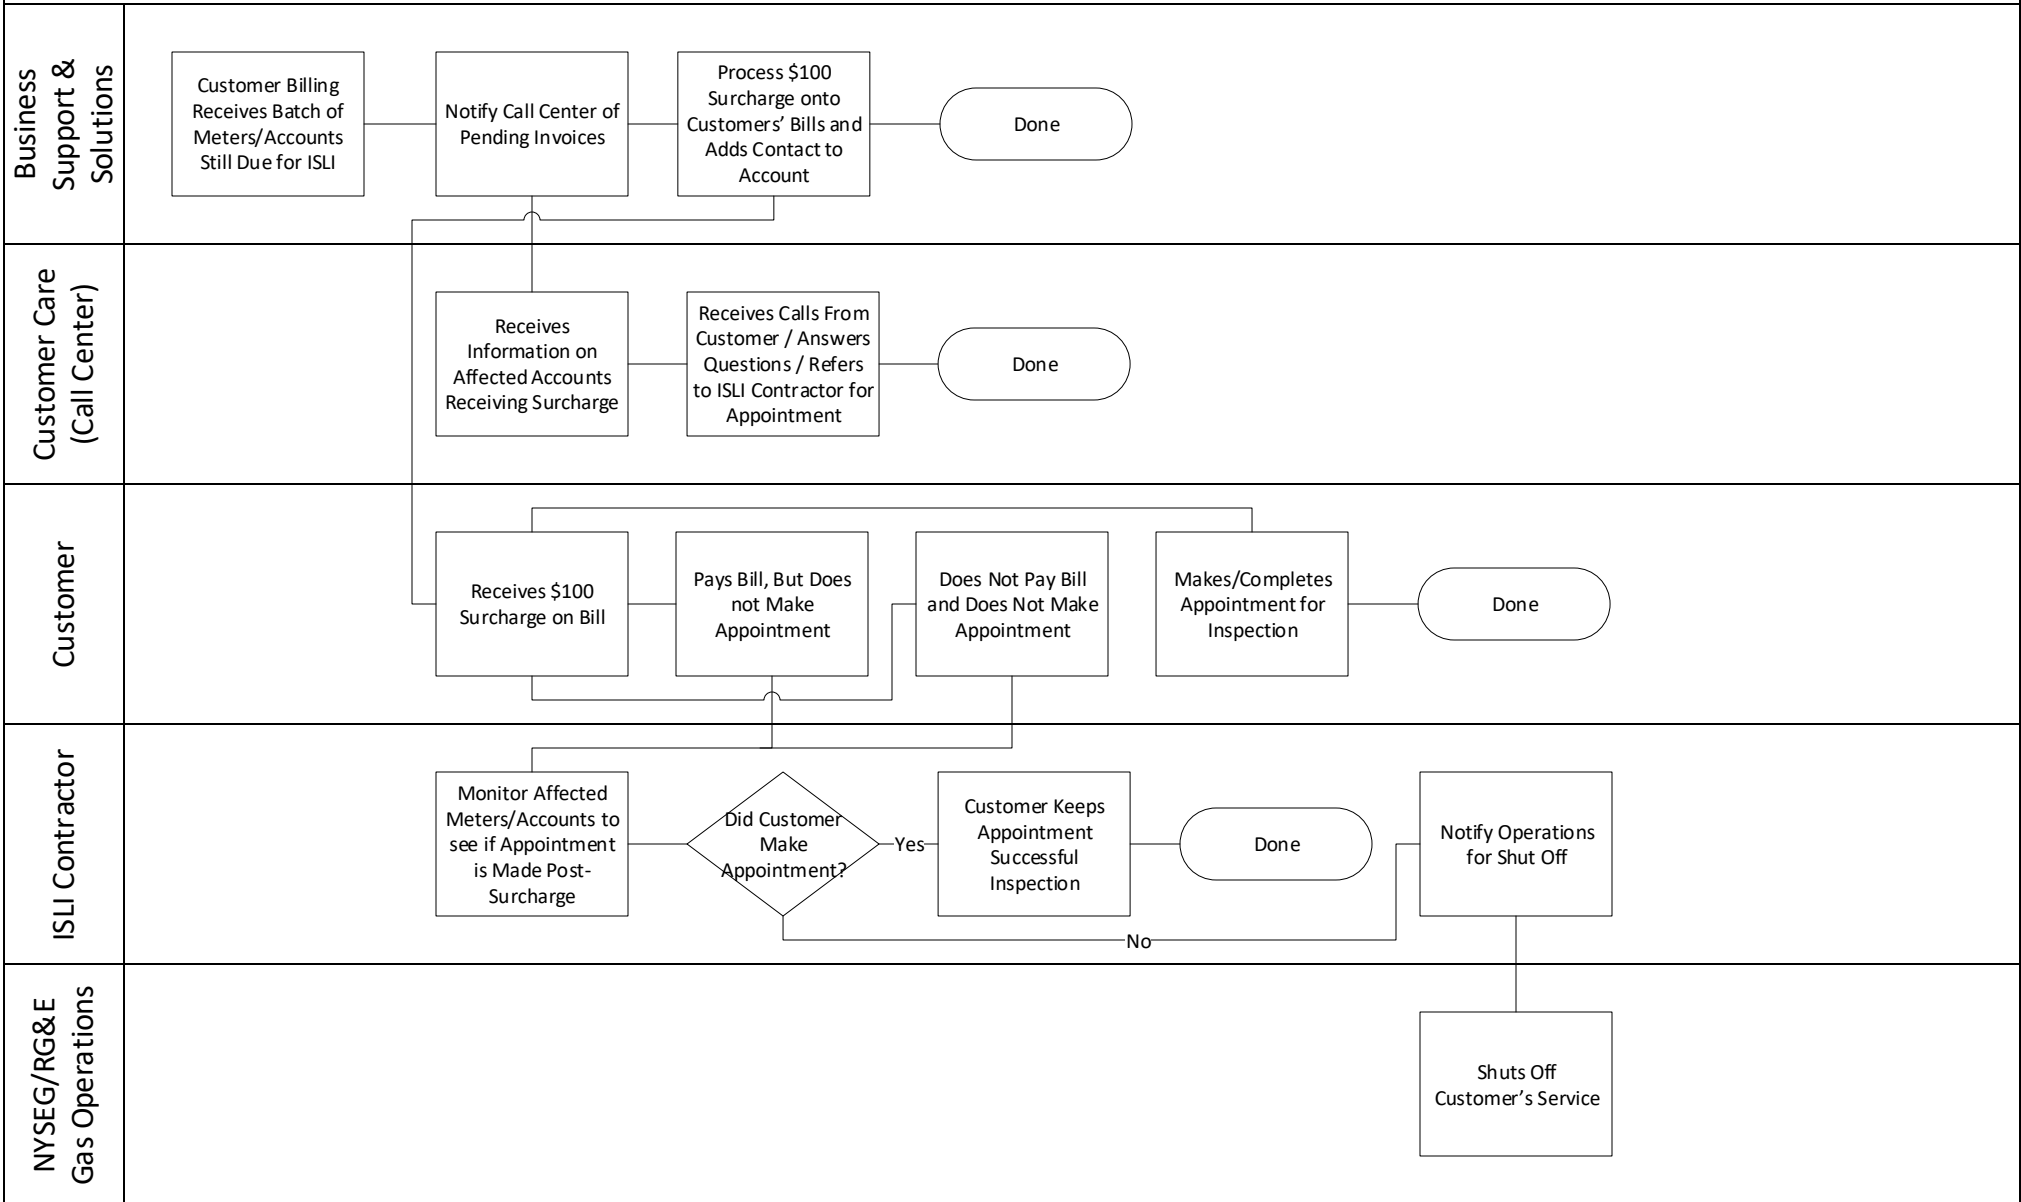 Business
Support &
Solutions
Customer Billing
Receives Batch of
Meters/Accounts
Still Due for ISLI
Notify Call Center of
Pending Invoices
Process $100
Surcharge onto
Customers’ Bills and
Adds Contact to
Account
Done
Customer Care
(Call Center)
Receives
Information on
Affected Accounts
Receiving Surcharge
Receives Calls From
Customer / Answers
Questions / Refers
to ISLI Contractor for
Appointment
Done
Customer
Receives $100
Surcharge on Bill
Pays Bill, But Does
not Make
Appointment
Does Not Pay Bill
and Does Not Make
Appointment
Makes/Completes
Appointment for
Inspection
Done
ISLI Contractor
Monitor Affected
Meters/Accounts to
see if Appointment
is Made Post-
Surcharge
Did Customer
Make
Appointment?
Yes
Customer Keeps
Appointment
Successful
Inspection
Done
Notify Operations
for Shut Off
No
NYSEG/RG&E
Gas Operations
Shuts Off
Customer’s Service